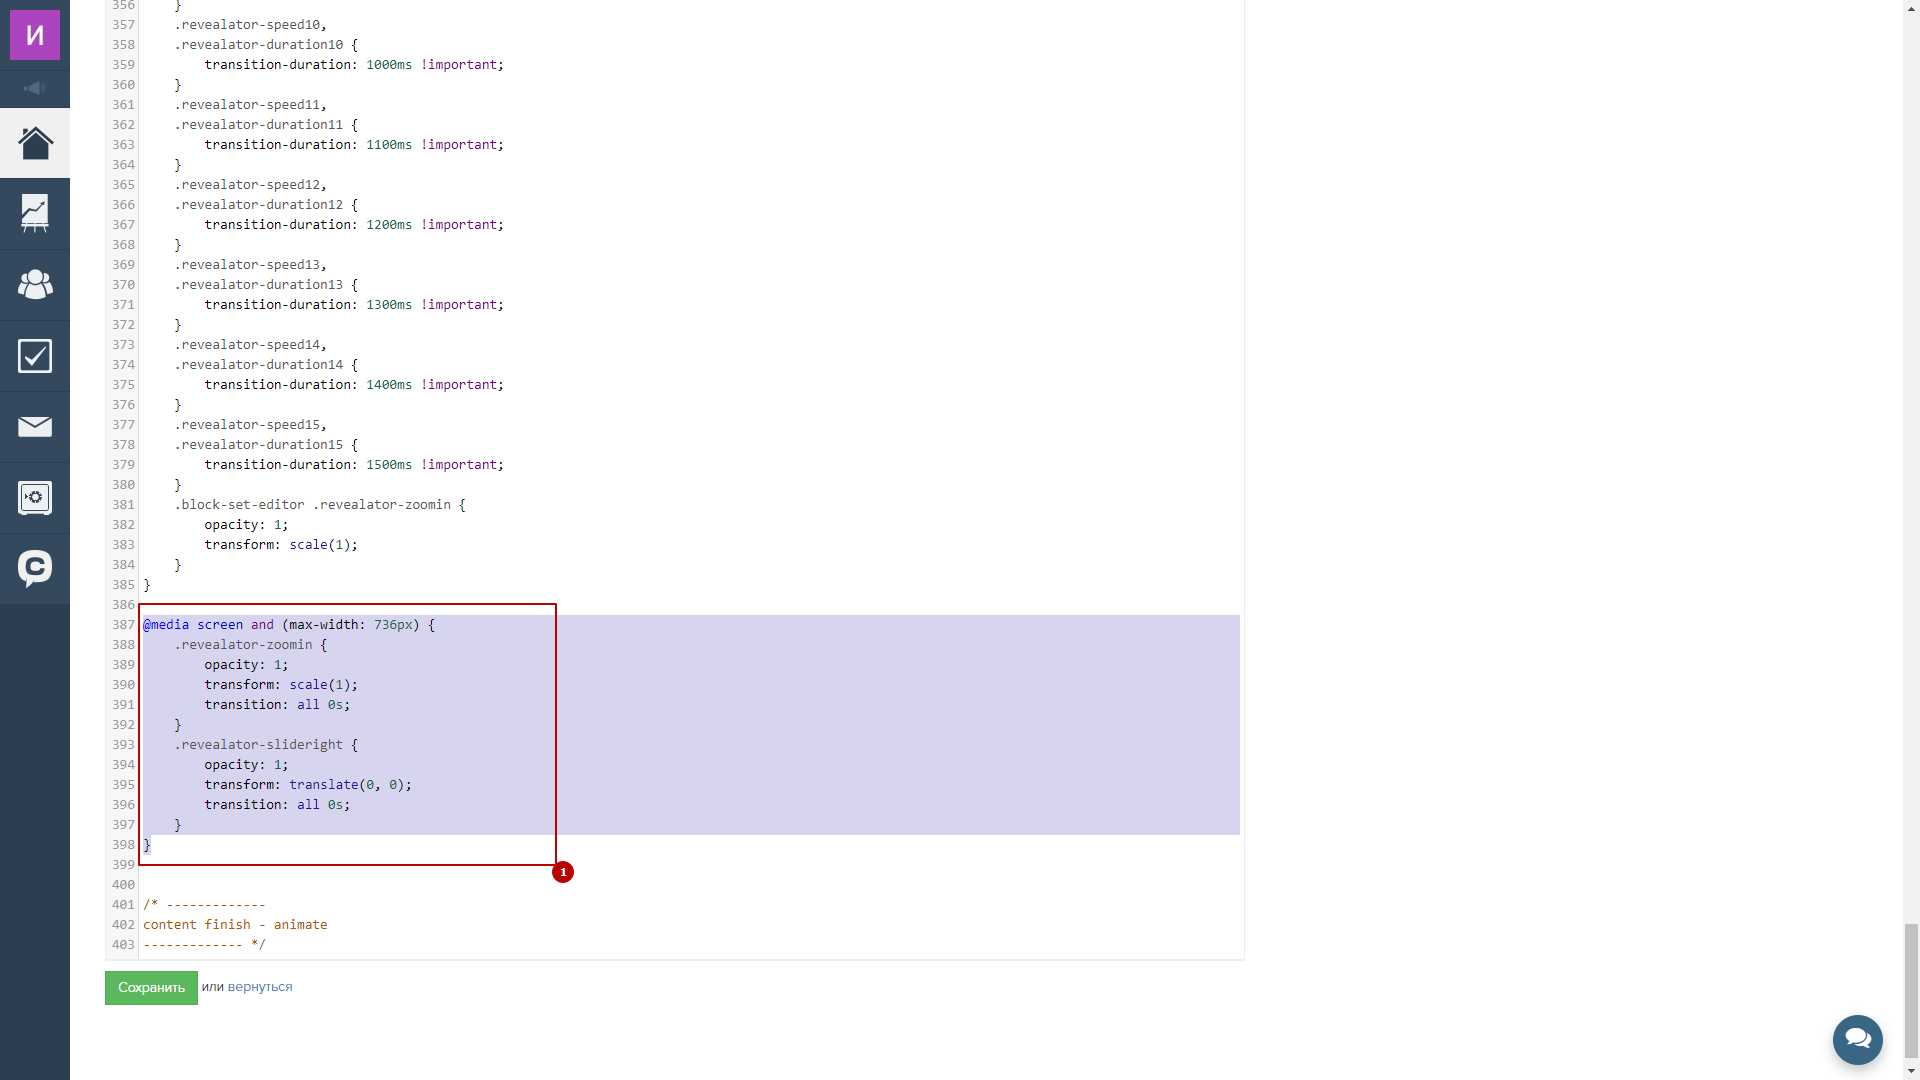 И
356     }
357     .revealator-speed10,
358     .revealator-duration10 {
359         transition-duration: 1000ms !important;
360     }
361     .revealator-speed11,
362     .revealator-duration11 {
363         transition-duration: 1100ms !important;
364     }
365     .revealator-speed12,
366     .revealator-duration12 {
367         transition-duration: 1200ms !important;
368     }
369     .revealator-speed13,
370     .revealator-duration13 {
371         transition-duration: 1300ms !important;
372     }
373     .revealator-speed14,
374     .revealator-duration14 {
375         transition-duration: 1400ms !important;
376     }
377     .revealator-speed15,
378     .revealator-duration15 {
379         transition-duration: 1500ms !important;
380     }
381     .block-set-editor .revealator-zoomin {
382         opacity: 1;
383         transform: scale(1);
384     }
385 }
386
387 @media screen and (max-width: 736px) {
388     .revealator-zoomin {
389         opacity: 1;
390         transform: scale(1);
391         transition: all 0s;
392     }
393     .revealator-slideright {
394         opacity: 1;
395         transform: translate(0, 0);
396         transition: all 0s;
397     }
398 }
399
1
400
401 /* -------------
402 content finish - animate
403 ------------- */
Сохранить или вернуться